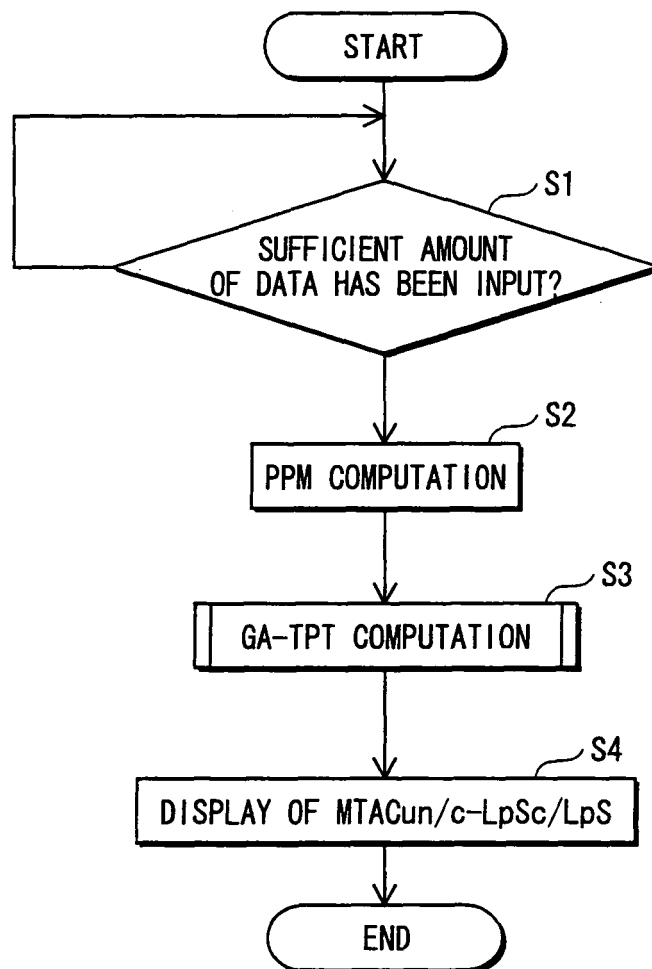 START
S1
SUFFICIENT AMOUNT
OF DATA HAS BEEN INPUT?
S2
PPM COMPUTATION
S3
GA-TPT COMPUTATION
S4
DISPLAY OF MTACun/c-LpSc/LpS
END